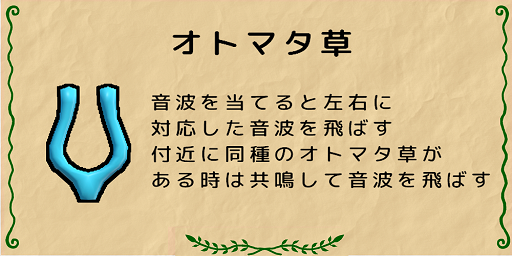 オトマタ草
音波を当てると左右に
対応した音波を飛ばす
付近に同種のオトマタ草が
ある時は共鳴して音波を飛ばす